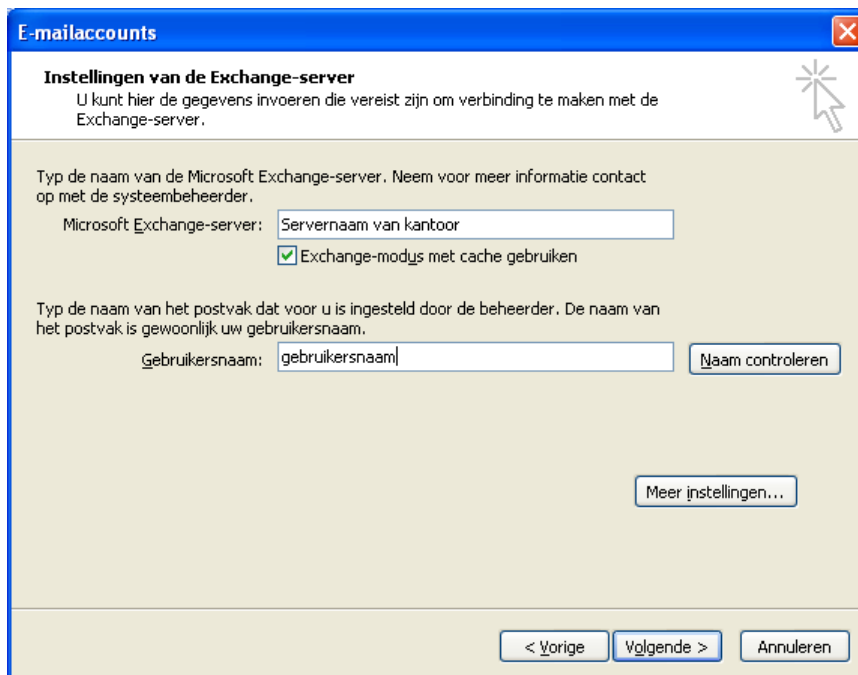 E-mailaccounts
Instellingen van de Exchange-server
U kunt hier de gegevens invoeren die vereist zijn om verbinding te maken met de
Exchange-server.
Typ de naam van de Microsoft Exchange-server. Neem voor meer informatie contact
op met de systeembeheerder.
Microsoft Exchange-server: Servernaam van kantoor
Exchange-modus met cache gebruiken
Typ de naam van het postvak dat voor u is ingesteld door de beheerder. De naam van
het postvak is gewoonlijk uw gebruikersnaam.
Gebruikersnaam: gebruikersnaam Naam controleren
Meer instellingen...
< Vorige Volgende > Annuleren